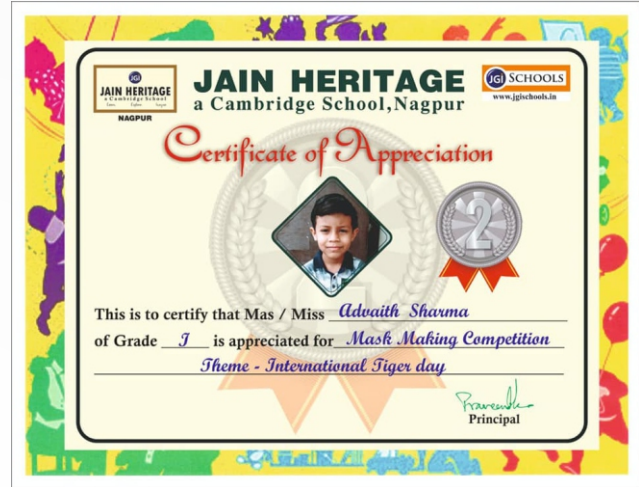 JGI
JAIN HERITAGE
a Cambridge School
NAGPUR
JAIN HERITAGE
a Cambridge School,Nagpur
JGI SCHOOLS
www.jgischools.in
Certificate of Appreciation
2
This is to certify that Mas / Miss Advaith Sharma
of Grade I is appreciated for Mask Making Competition
Theme - International Tiger day
Principal